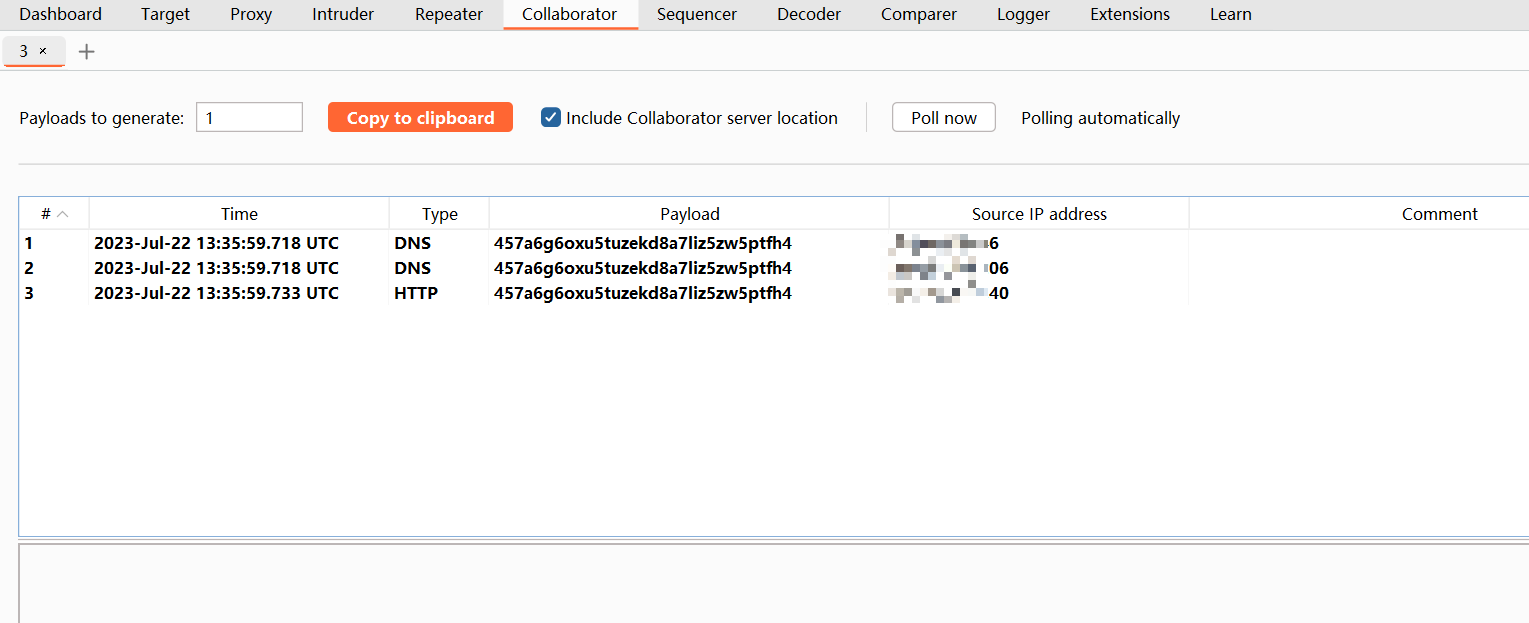 Dashboard Target Proxy Intruder Repeater Collaborator Sequencer Decoder Comparer Logger Extensions Learn
3 × +
Payloads to generate: 1 Copy to clipboard Include Collaborator server location Poll now Polling automatically
# Time Type Payload Source IP address Comment
1 2023-Jul-22 13:35:59.718 UTC DNS 457a6g6oxu5tuzekd8a7liz5zw5ptfh4 6
2 2023-Jul-22 13:35:59.718 UTC DNS 457a6g6oxu5tuzekd8a7liz5zw5ptfh4 06
3 2023-Jul-22 13:35:59.733 UTC HTTP 457a6g6oxu5tuzekd8a7liz5zw5ptfh4 40